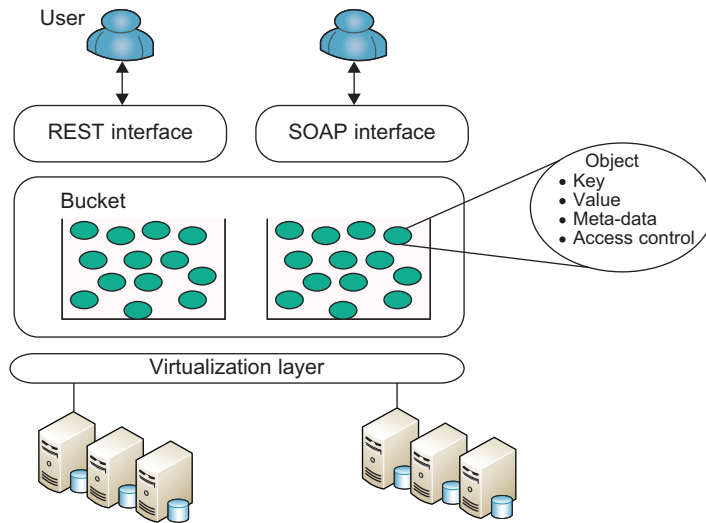 User
REST interface
SOAP interface
Object
• Key
• Value
• Meta-data
• Access control
Bucket
Virtualization layer